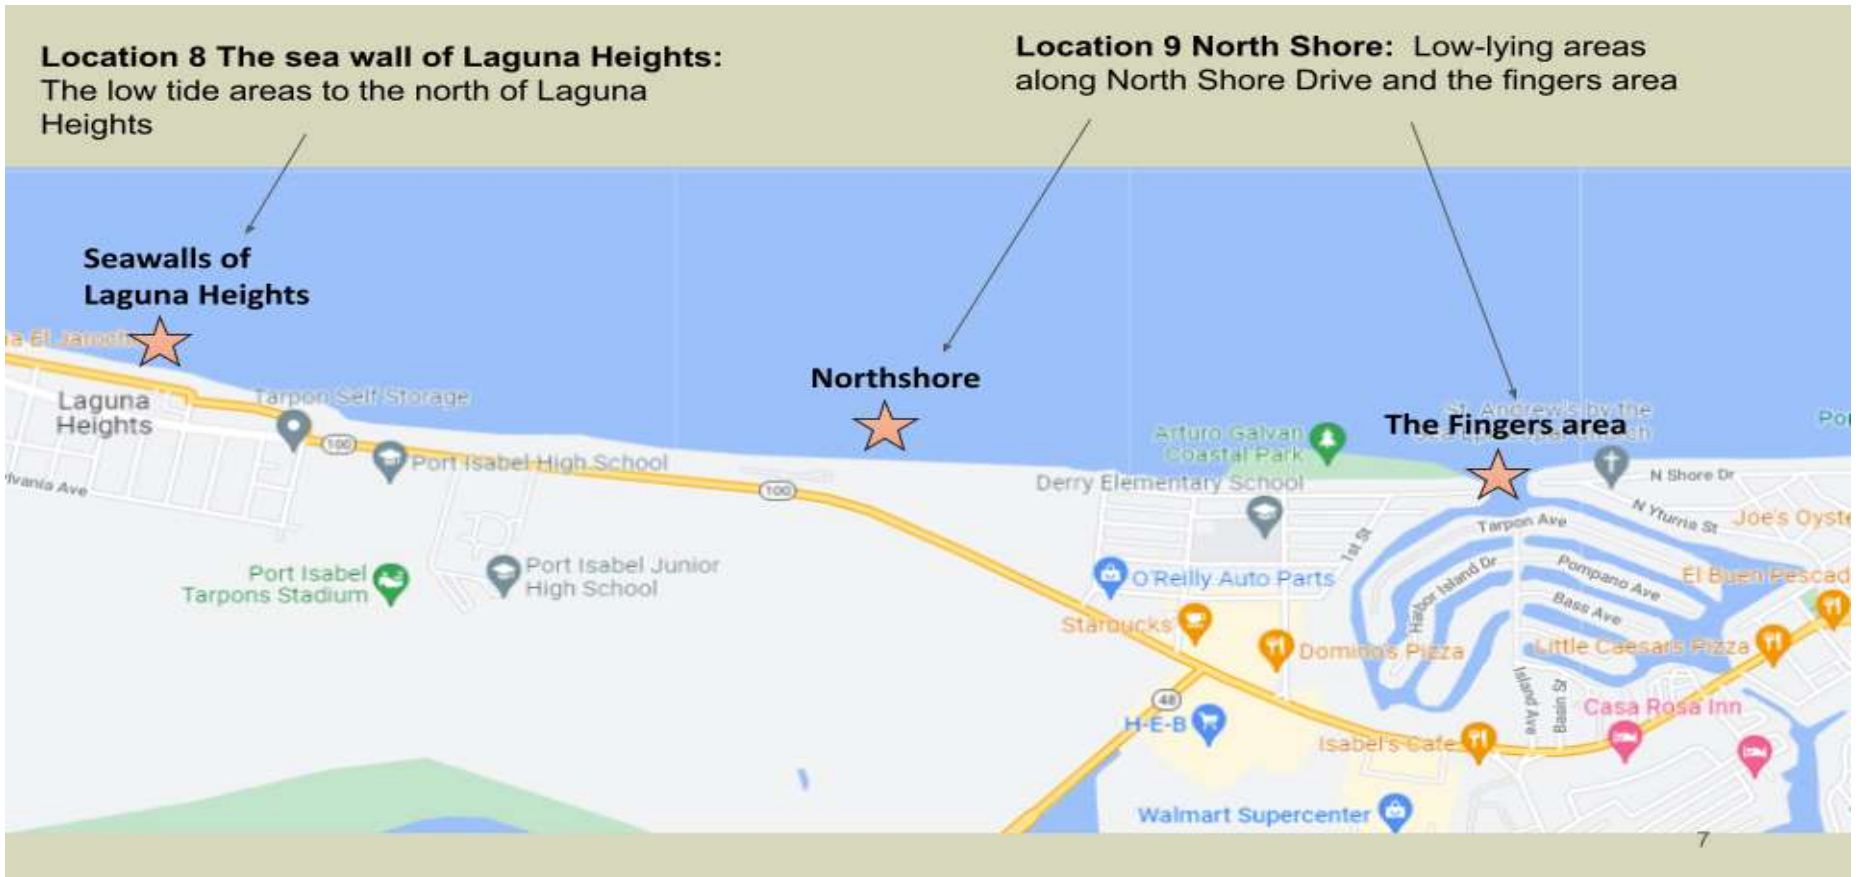 Location 8 The sea wall of Laguna Heights:
The low tide areas to the north of Laguna
Heights
Location 9 North Shore: Low-lying areas
along North Shore Drive and the fingers area
Seawalls of
Laguna Heights
Northshore
The Fingers area
St. Andrew's by the
Laguna
Heights
Tarpon Self Storage
100
Port Isabel High School
100
Arturo Galvan
Coastal Park
Derry Elementary School
N Shore Dr
N Yturria St
Tarpon Ave
1st St
Port Isabel
Tarpons Stadium
Port Isabel Junior
High School
O'Reilly Auto Parts
Harbor Island Dr
Pompano Ave
Bass Ave
Starbucks
Domino's Pizza
Little Caesars Pizza
48
H-E-B
Island Ave
Basin St
Casa Rosa Inn
Isabel's Cafe
Walmart Supercenter
7